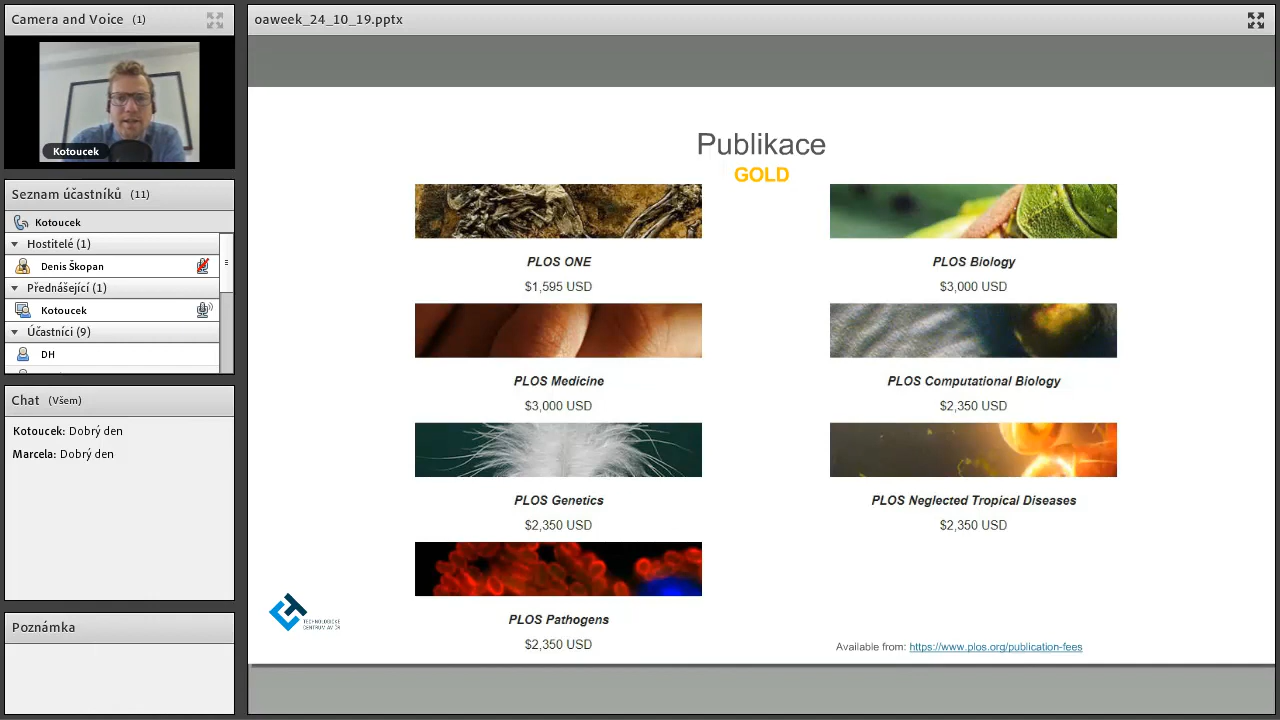 Camera and Voice (1)
Kotoucek
Seznam účastníků (11)
Kotoucek
Hostitelé (1)
Denis Škopan
Přednášející (1)
Kotoucek
Účastníci (9)
DH
Chat (Všem)
Kotoucek: Dobrý den
Marcela: Dobrý den
Poznámka
oaweek_24_10_19.pptx
Publikace
GOLD
PLOS ONE
$1,595 USD
PLOS Biology
$3,000 USD
PLOS Medicine
$3,000 USD
PLOS Computational Biology
$2,350 USD
PLOS Genetics
$2,350 USD
PLOS Neglected Tropical Diseases
$2,350 USD
PLOS Pathogens
$2,350 USD
TECHNOLOGICKÉ
CENTRUM AV ČR
Available from: https://www.plos.org/publication-fees